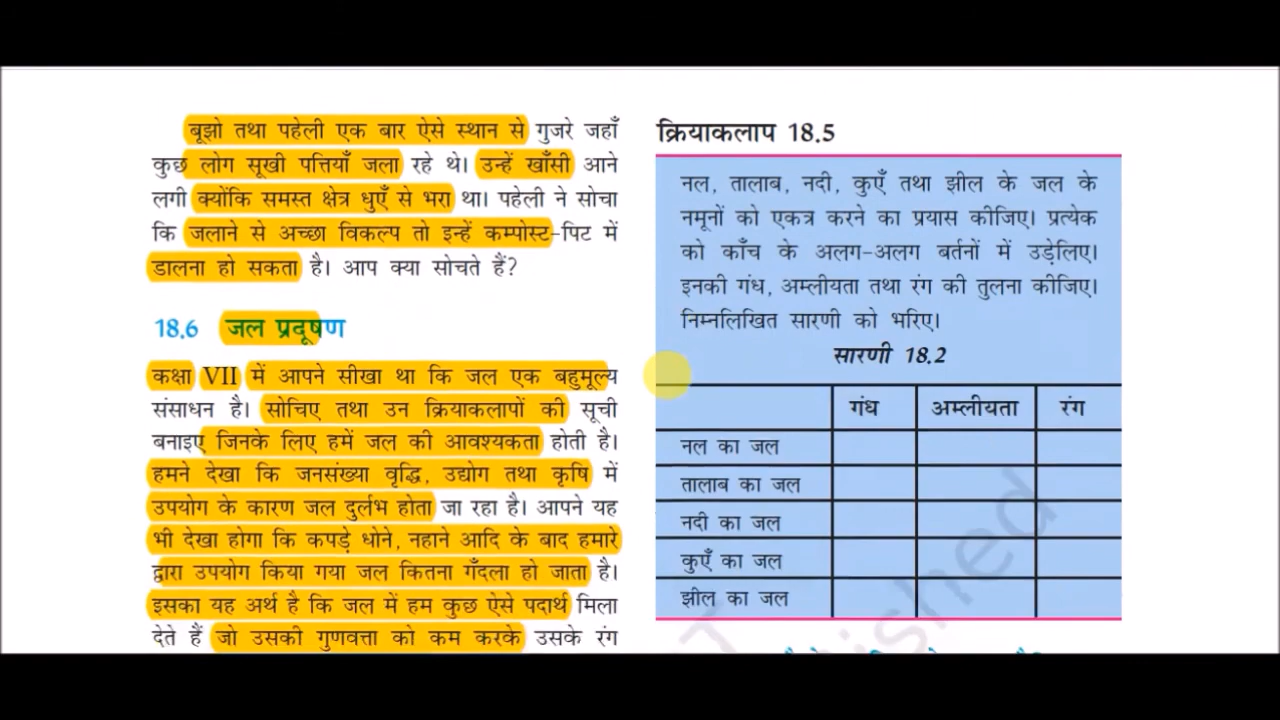 बूझो तथा पहेली एक बार ऐसे स्थान से गुजरे जहाँ
कुछ लोग सूखी पत्तियाँ जला रहे थे। उन्हें खाँसी आने
लगी क्योंकि समस्त क्षेत्र धुएँ से भरा था। पहेली ने सोचा
कि जलाने से अच्छा विकल्प तो इन्हें कम्पोस्ट-पिट में
डालना हो सकता है। आप क्या सोचते हैं?
18.6 जल प्रदूषण
कक्षा VII में आपने सीखा था कि जल एक बहुमूल्य
संसाधन है। सोचिए तथा उन क्रियाकलापों की सूची
बनाइए जिनके लिए हमें जल की आवश्यकता होती है।
हमने देखा कि जनसंख्या वृद्धि, उद्योग तथा कृषि में
उपयोग के कारण जल दुर्लभ होता जा रहा है। आपने यह
भी देखा होगा कि कपड़े धोने, नहाने आदि के बाद हमारे
द्वारा उपयोग किया गया जल कितना गँदला हो जाता है।
इसका यह अर्थ है कि जल में हम कुछ ऐसे पदार्थ मिला
देते हैं जो उसकी गुणवत्ता को कम करके उसके रंग
क्रियाकलाप 18.5
नल, तालाब, नदी, कुएँ तथा झील के जल के
नमूनों को एकत्र करने का प्रयास कीजिए। प्रत्येक
को काँच के अलग-अलग बर्तनों में उड़ेलिए।
इनकी गंध, अम्लीयता तथा रंग की तुलना कीजिए।
निम्नलिखित सारणी को भरिए।
सारणी 18.2
गंध अम्लीयता रंग
नल का जल
तालाब का जल
नदी का जल
कुएँ का जल
झील का जल